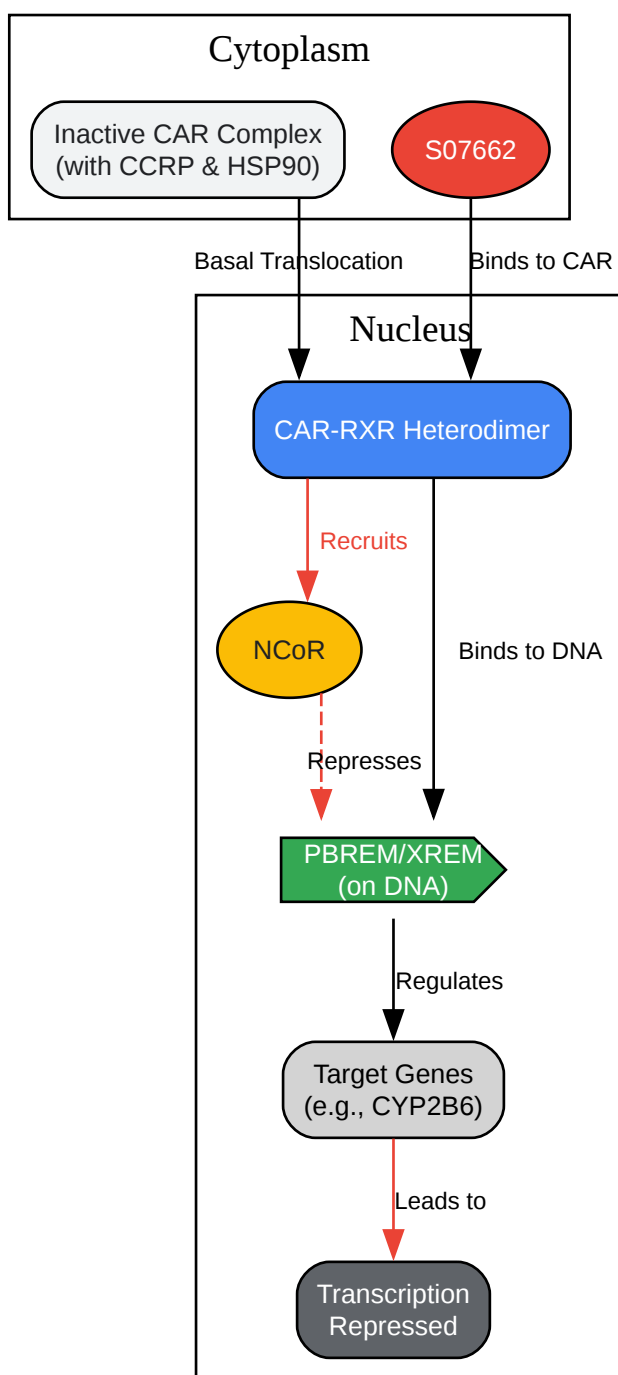 Cytoplasm
Inactive CAR Complex
(with CCRP & HSP90)
S07662
Basal Translocation
Binds to CAR
Nucleus
CAR-RXR Heterodimer
Recruits
NCoR
Binds to DNA
Represses
PBREM/XREM
(on DNA)
Regulates
Target Genes
(e.g., CYP2B6)
Leads to
Transcription
Repressed